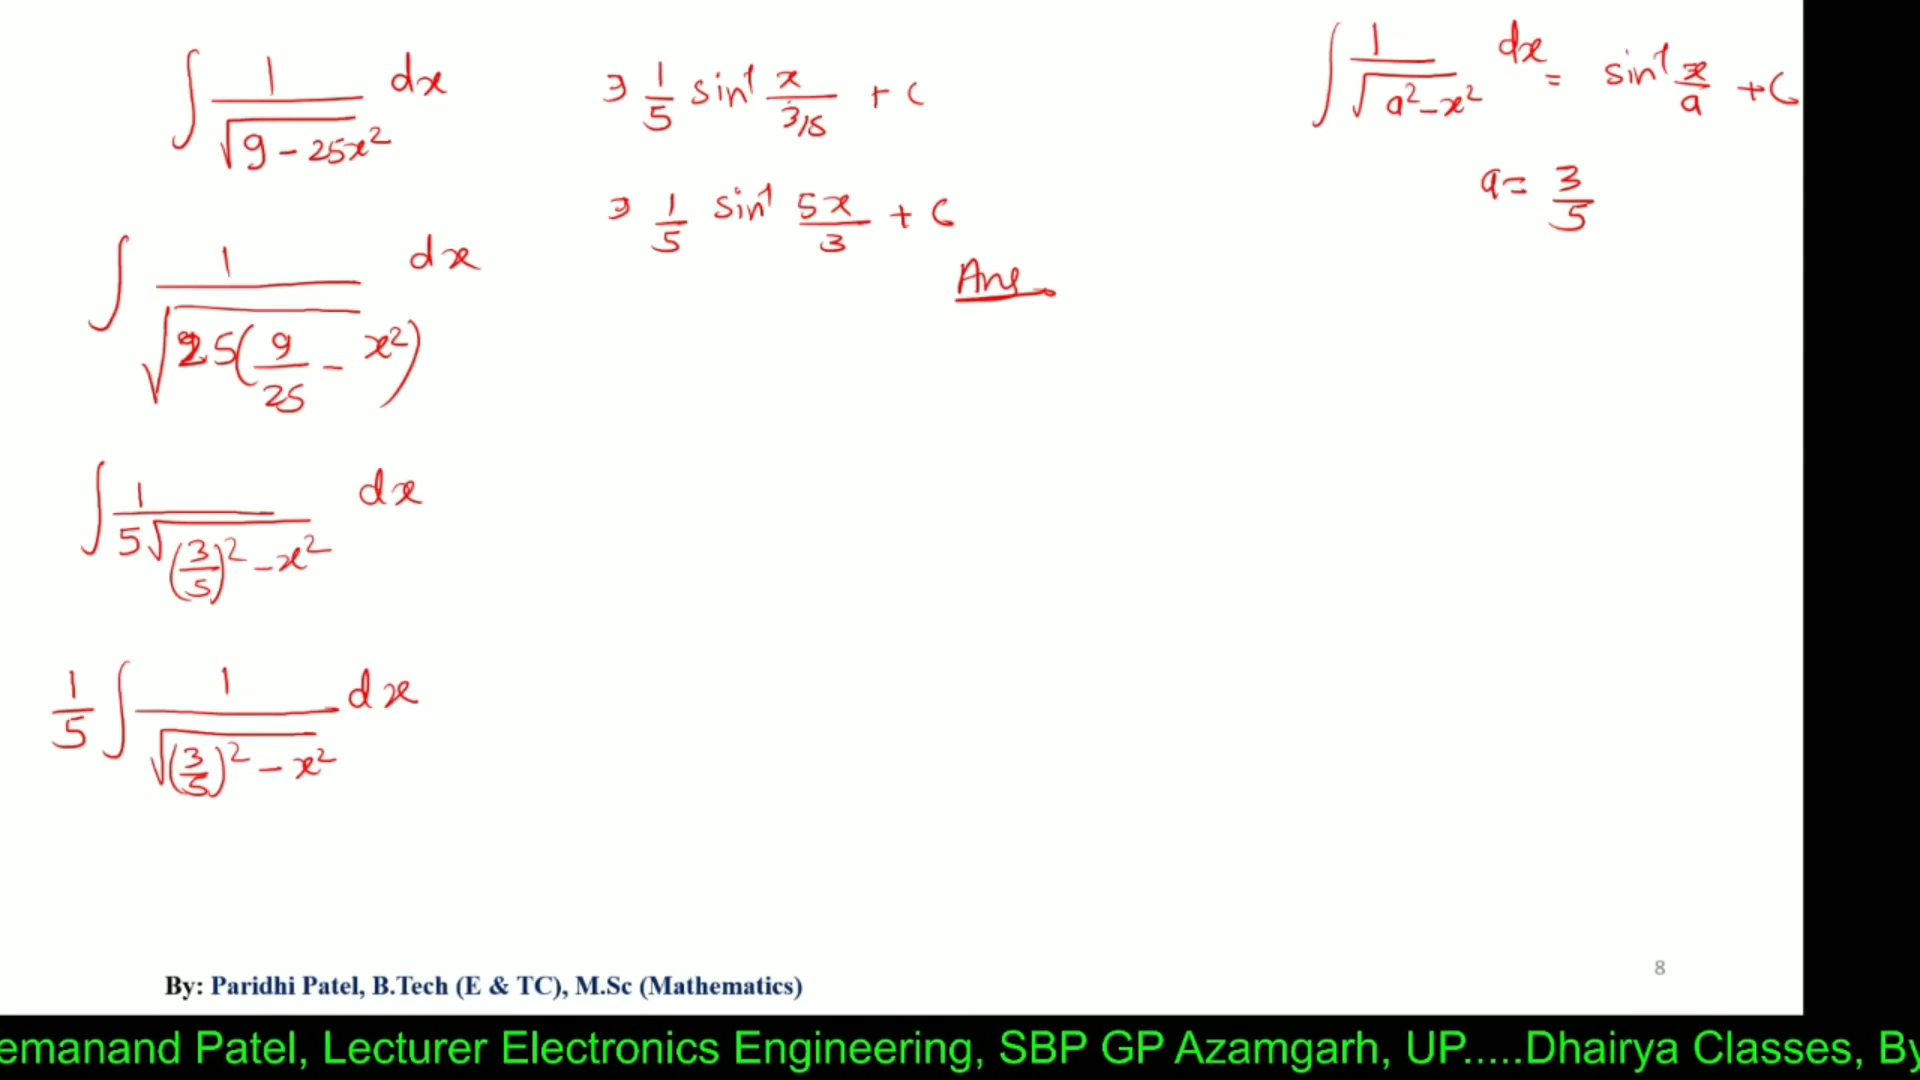 ∫ 1/√(9 - 25x²) dx
∫ 1/√(25(9/25 - x²)) dx
∫ 1/(5√((3/5)² - x²)) dx
1/5 ∫ 1/√((3/5)² - x²) dx
⇒ 1/5 sin⁻¹ x/(3/5) + C
⇒ 1/5 sin⁻¹ 5x/3 + C
Ans
∫ 1/√(a² - x²) dx = sin⁻¹ x/a + C
a = 3/5
8
By: Paridhi Patel, B.Tech (E & TC), M.Sc (Mathematics)
emanand Patel, Lecturer Electronics Engineering, SBP GP Azamgarh, UP.....Dhairya Classes, By